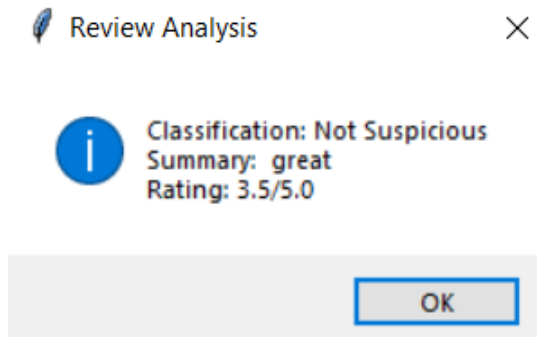 Review Analysis
Classification: Not Suspicious
Summary:  great
Rating: 3.5/5.0
OK